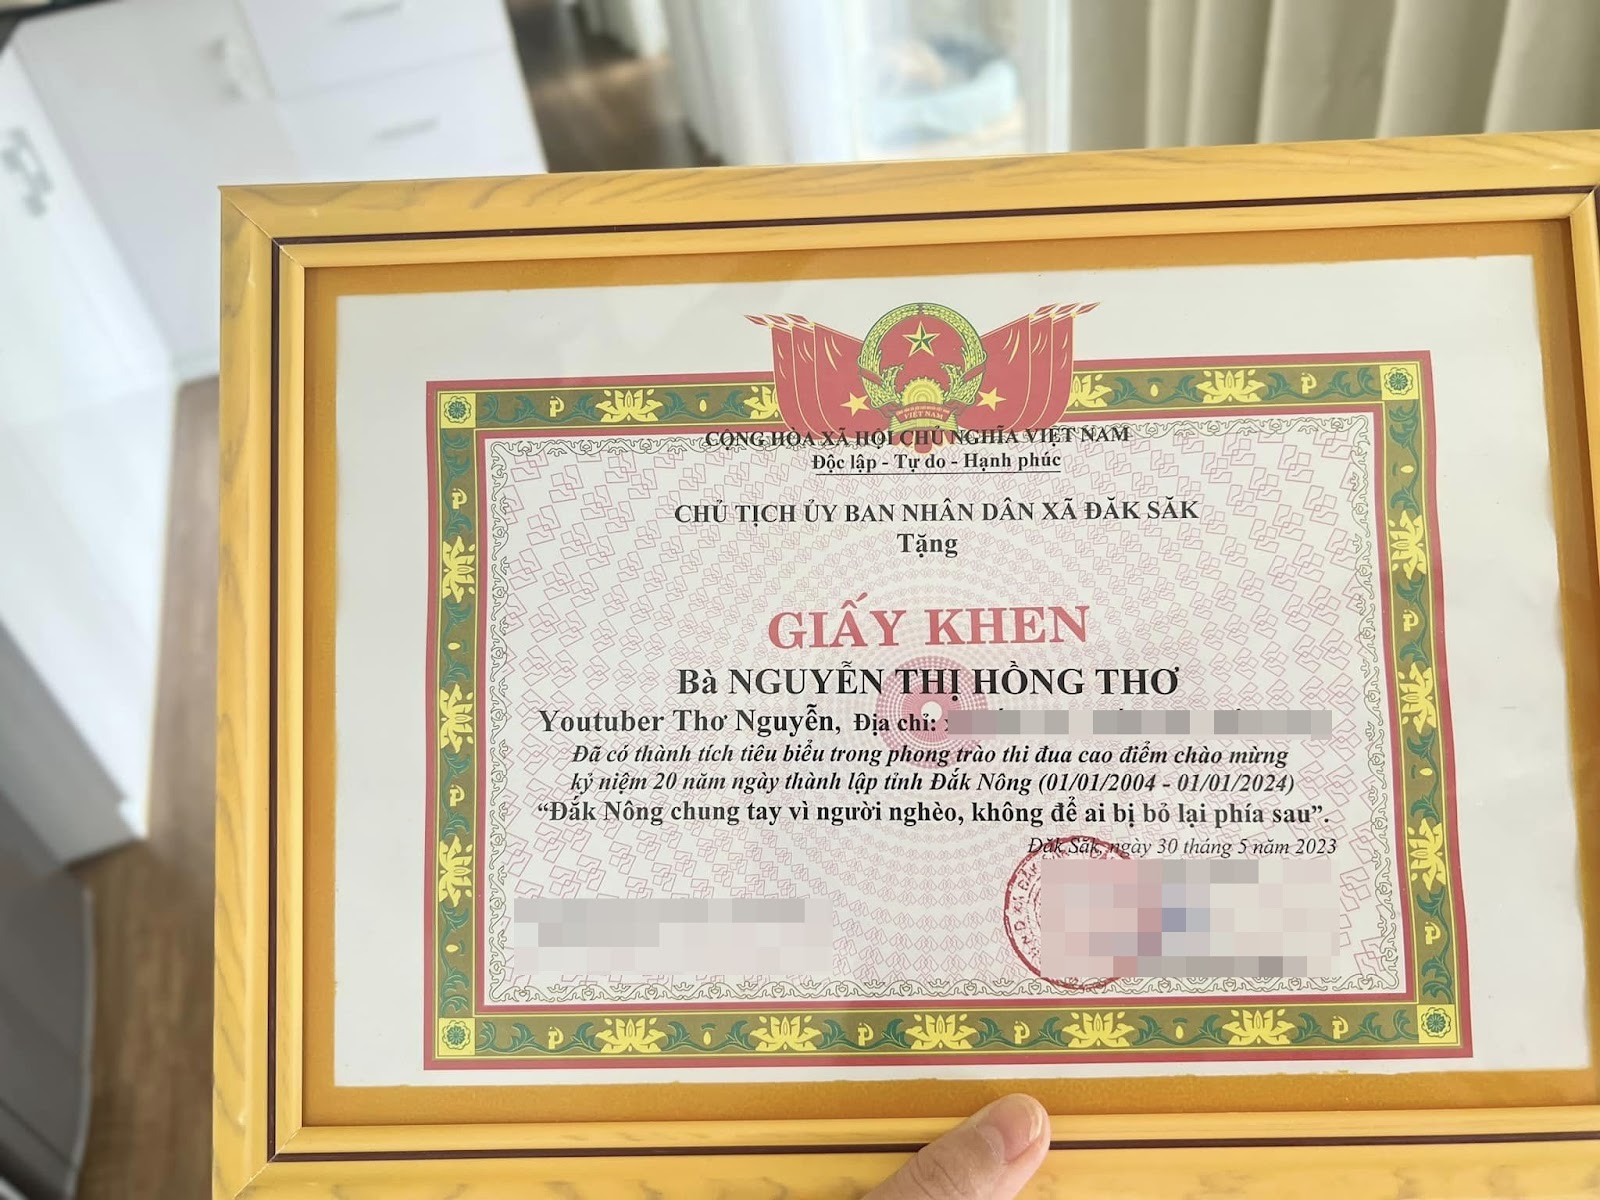 VIỆT NAM
CỘNG HÒA XÃ HỘI CHỦ NGHĨA VIỆT NAM
Độc lập - Tự do - Hạnh phúc
CHỦ TỊCH ỦY BAN NHÂN DÂN XÃ ĐĂK SĂK
Tặng
GIẤY KHEN
Bà NGUYỄN THỊ HỒNG THƠ
Youtuber Thơ Nguyễn, Địa chỉ:
Đã có thành tích tiêu biểu trong phong trào thi đua cao điểm chào mừng
kỷ niệm 20 năm ngày thành lập tỉnh Đắk Nông (01/01/2004 - 01/01/2024)
“Đắk Nông chung tay vì người nghèo, không để ai bị bỏ lại phía sau”.
Đăk Săk, ngày 30 tháng 5 năm 2023